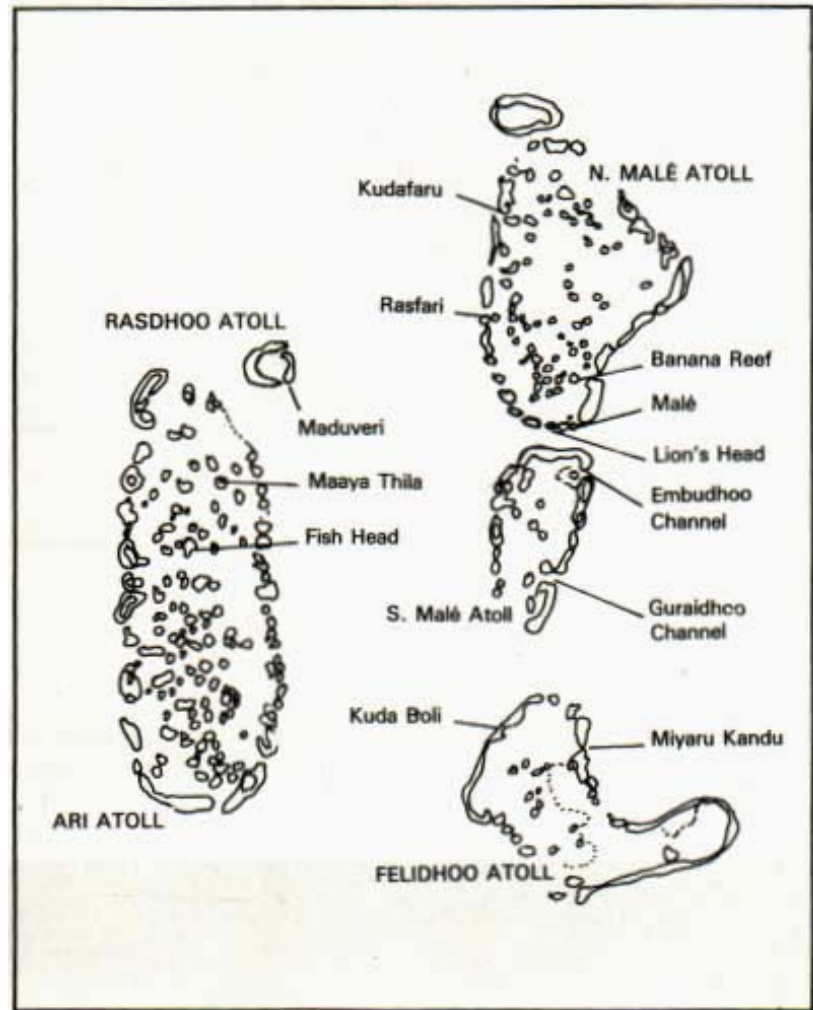 N. MALÉ ATOLL
Kudafaru
Rasfari
RASDHOO ATOLL
Banana Reef
Malé
Maduveri
Lion's Head
Maaya Thila
Embudhoo
Channel
Fish Head
S. Malé Atoll
Guraidhoo
Channel
Kuda Boli
Miyaru Kandu
ARI ATOLL
FELIDHOO ATOLL